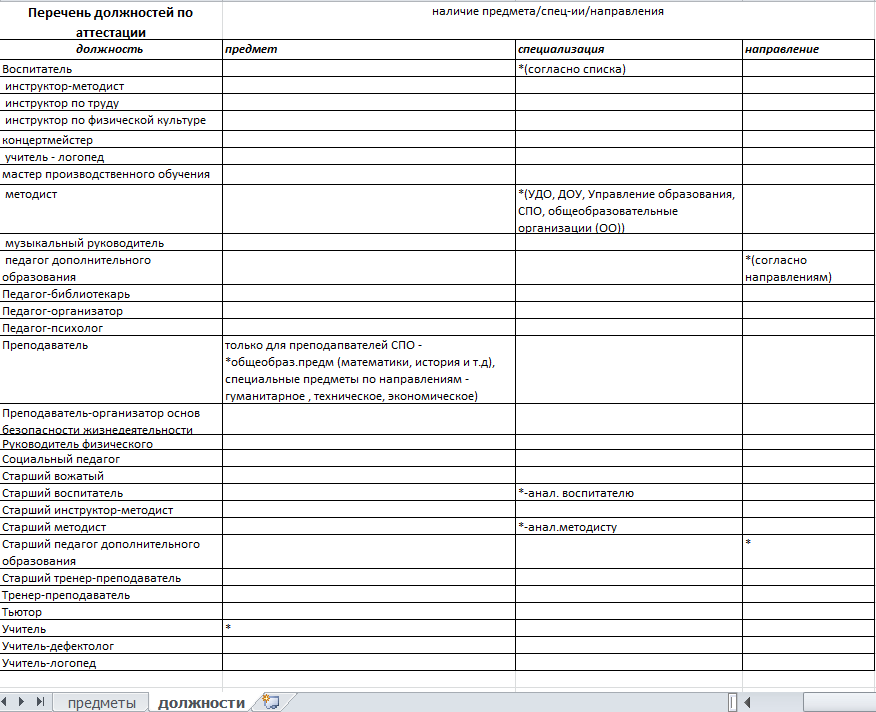 Перечень должностей по
аттестации
наличие предмета/спец-ии/направления
должность предмет специализация направление
Воспитатель *(согласно списка)
инструктор-методист
инструктор по труду
инструктор по физической культуре
концертмейстер
учитель - логопед
мастер производственного обучения
методист *(УДО, ДОУ, Управление образования,
СПО, общеобразовательные
организации (ОО))
музыкальный руководитель
педагог дополнительного
образования
*(согласно
направлениям)
Педагог-библиотекарь
Педагог-организатор
Педагог-психолог
Преподаватель
только для преподапвателей СПО -
*общеобраз.предм (математики, история и т.д),
специальные предметы по направлениям -
гуманитарное , техническое, экономическое)
Преподаватель-организатор основ
безопасности жизнедеятельности
Руководитель физического
Социальный педагог
Старший вожатый
Старший воспитатель *-анал. воспитателю
Старший инструктор-методист
Старший методист *-анал.методисту
Старший педагог дополнительного
образования
*
Старший тренер-преподаватель
Тренер-преподаватель
Тьютор
Учитель *
Учитель-дефектолог
Учитель-логопед
предметы должности